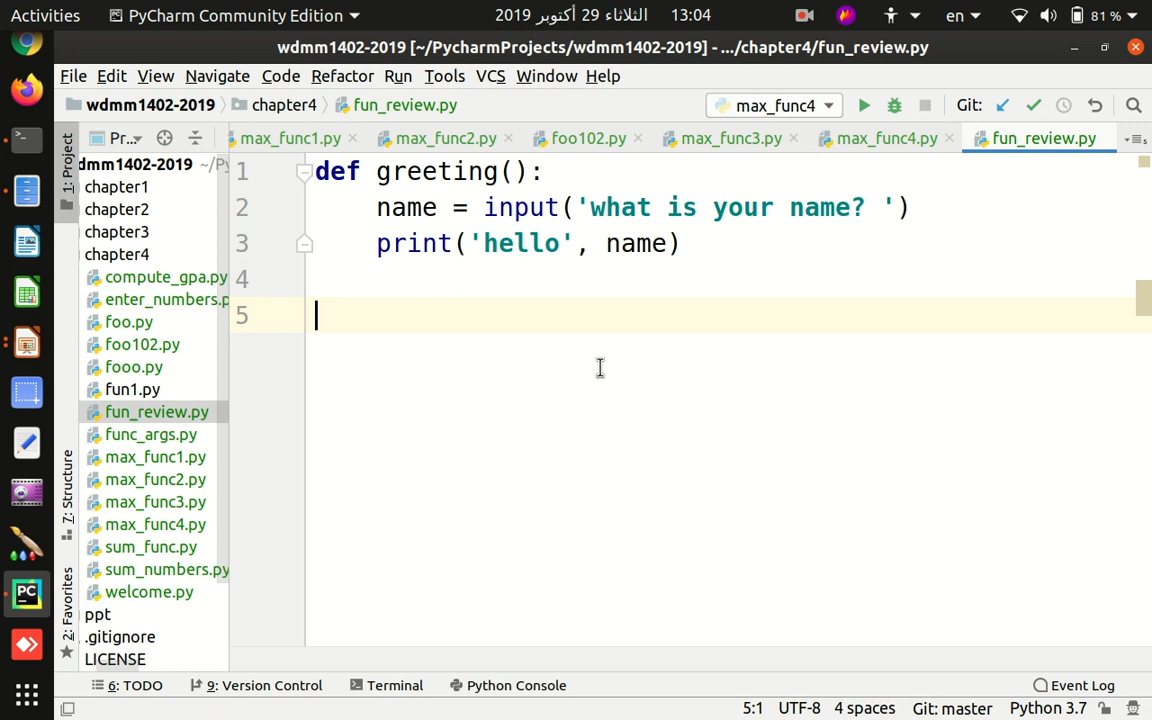 Activities PyCharm Community Edition 2019 الثلاثاء 29 أكتوبر 13:04 en 81 %
wdmm1402-2019 [~/PycharmProjects/wdmm1402-2019] - .../chapter4/fun_review.py
File Edit View Navigate Code Refactor Run Tools VCS Window Help
wdmm1402-2019 chapter4 fun_review.py max_func4 Git:
1: Project
Pr...
max_func1.py max_func2.py foo102.py max_func3.py max_func4.py fun_review.py
dmm1402-2019 ~/Py
chapter1
chapter2
chapter3
chapter4
compute_gpa.py
enter_numbers.p
foo.py
foo102.py
fooo.py
fun1.py
fun_review.py
func_args.py
max_func1.py
max_func2.py
max_func3.py
max_func4.py
sum_func.py
sum_numbers.py
welcome.py
ppt
.gitignore
LICENSE
7: Structure
2: Favorites
1 def greeting():
2 name = input('what is your name? ')
3 print('hello', name)
4
5
6: TODO 9: Version Control Terminal Python Console Event Log
5:1 UTF-8 4 spaces Git: master Python 3.7
PC